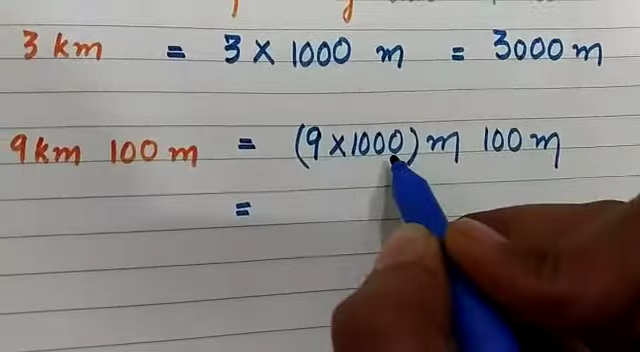 3 km = 3 × 1000 m = 3000 m
9 km 100 m = (9 × 1000) m 100 m
=